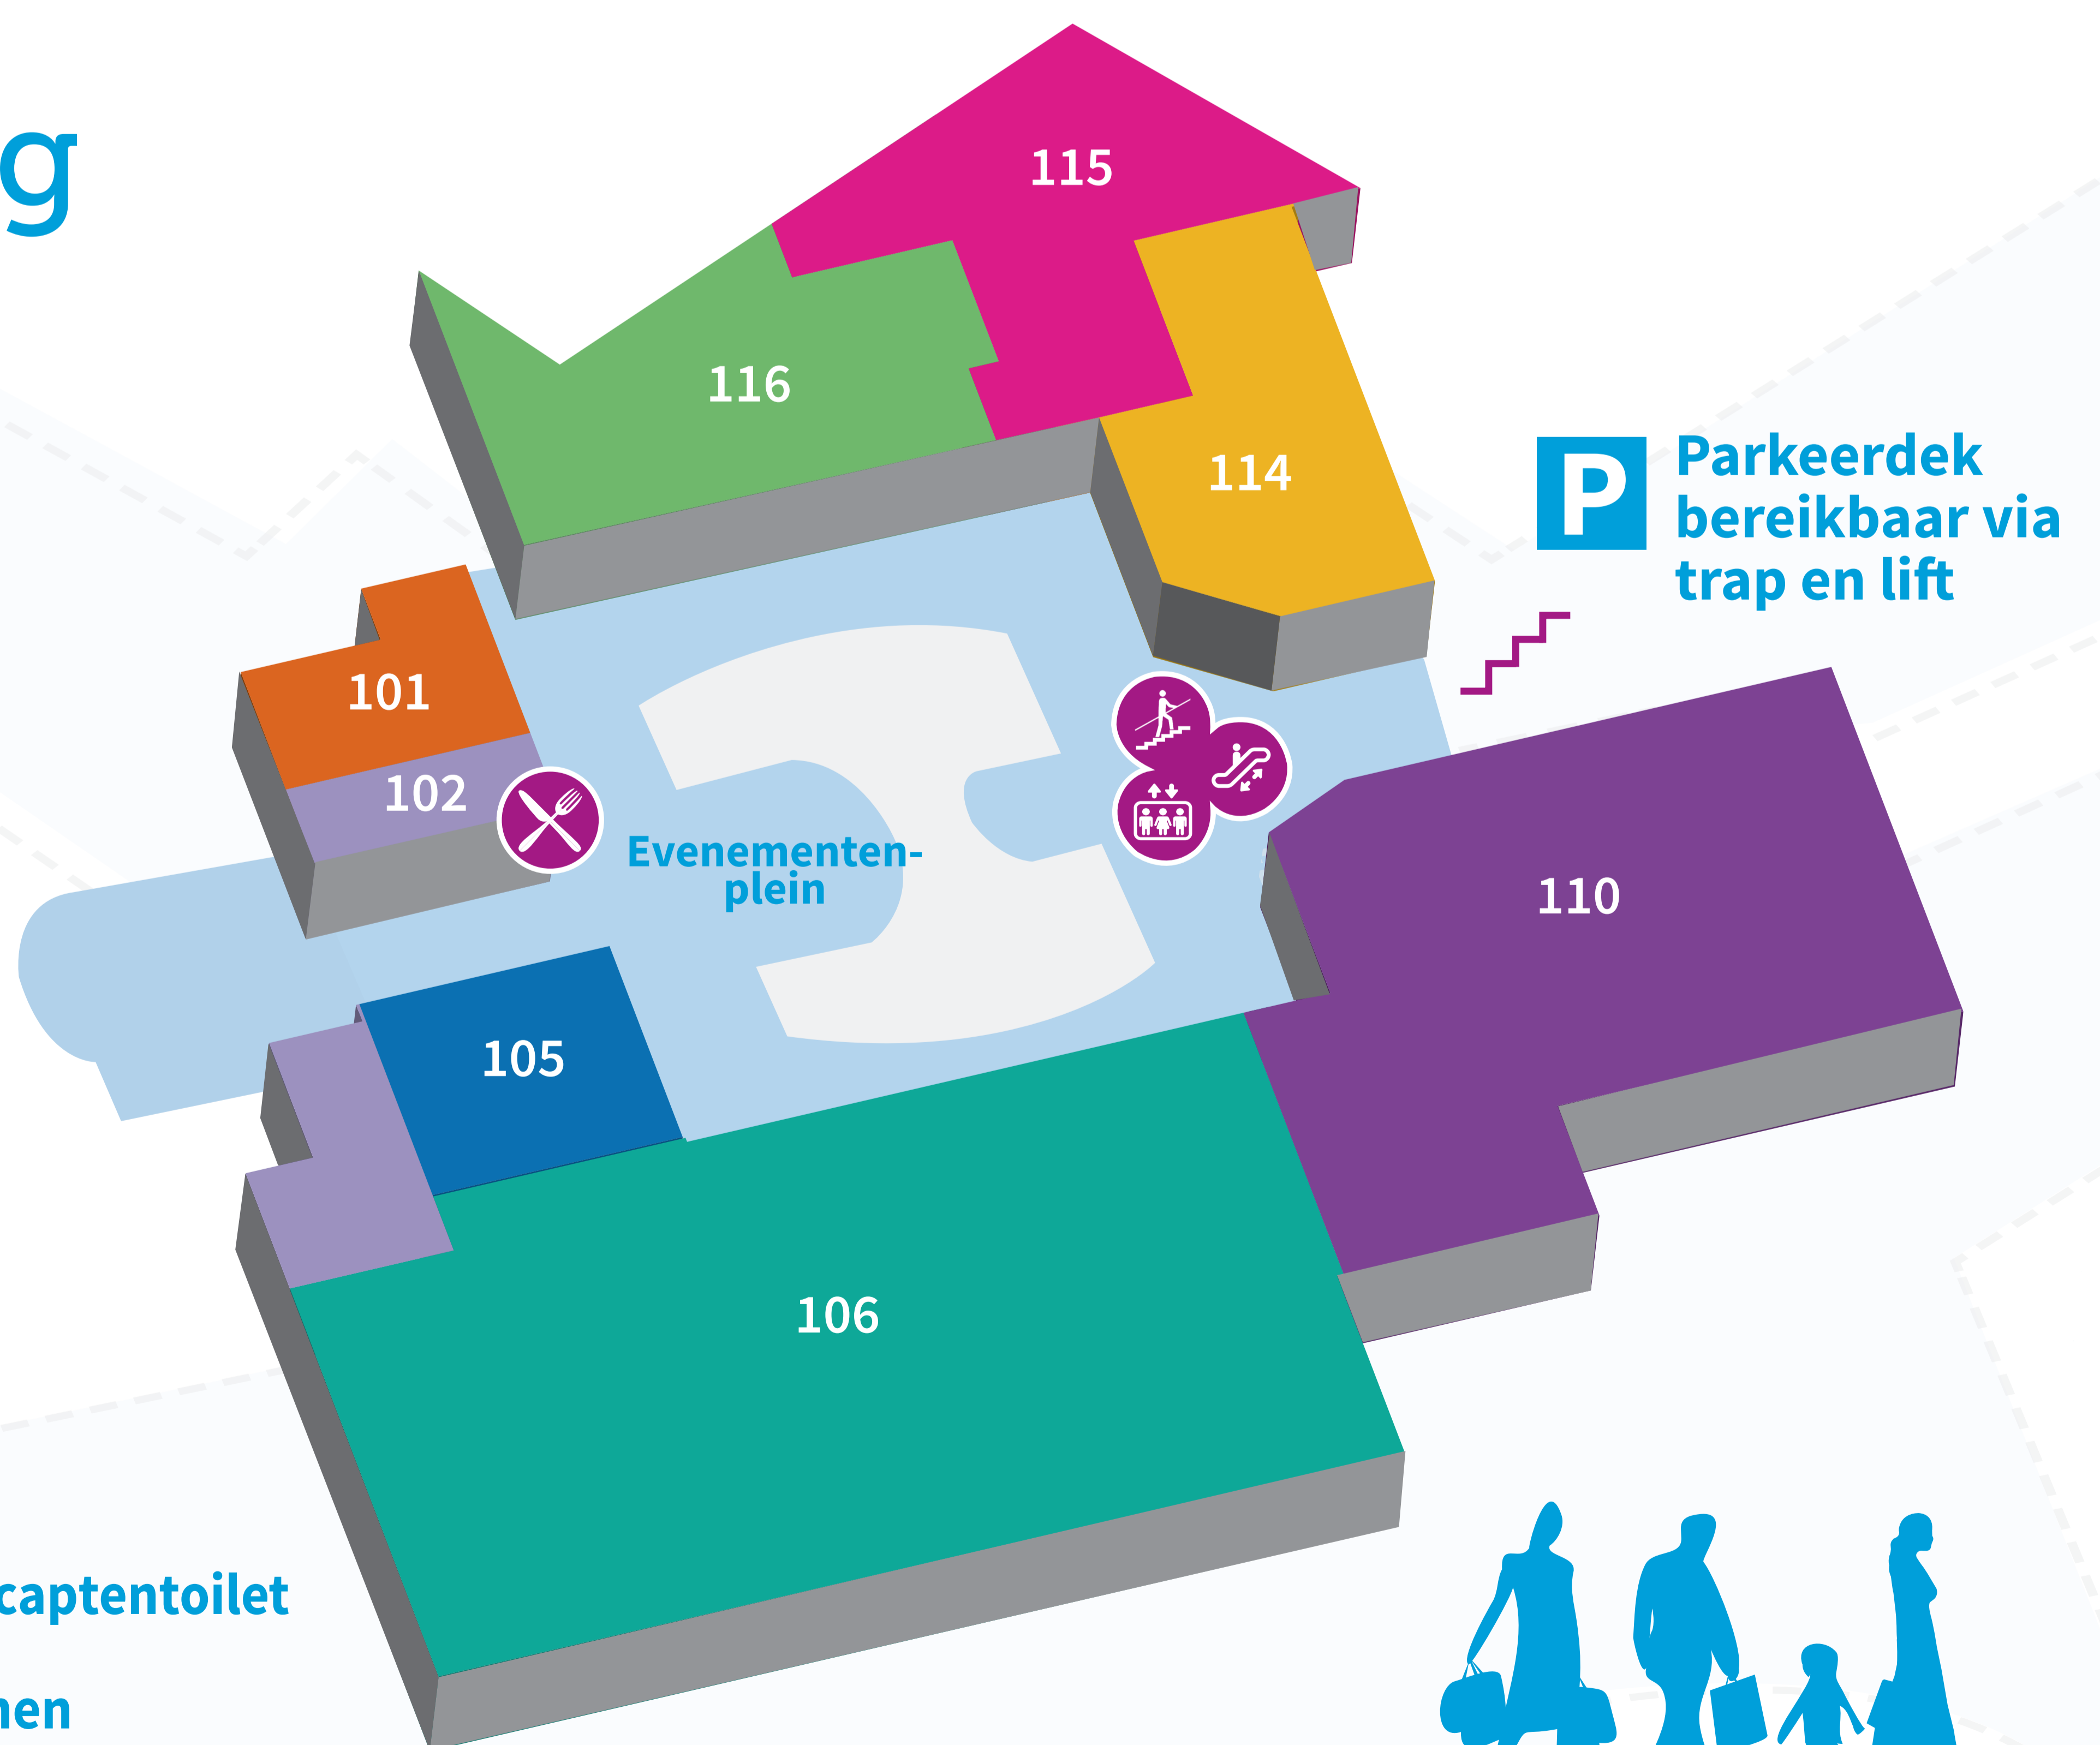 g
115
116
114
P
Parkeerdek
bereikbaar via
trap en lift
101
102
Evenementen-
plein
110
105
106
captentoilet
nen